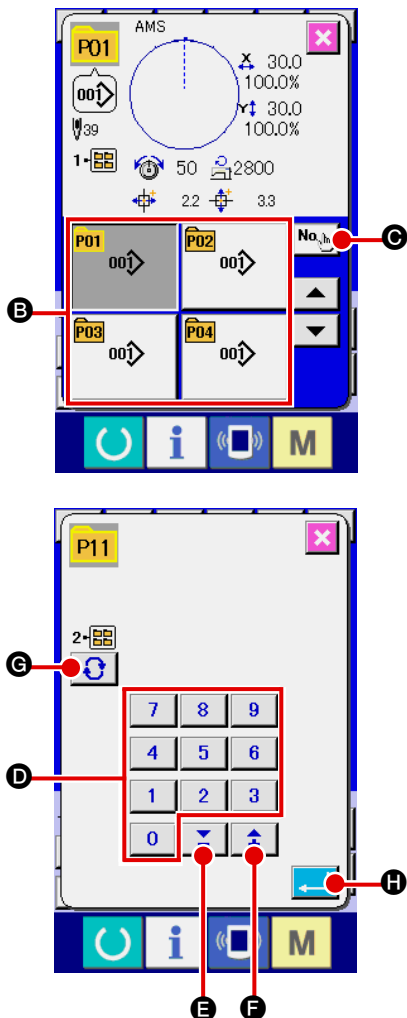 AMS
P01
X 30.0
100.0%
001
Y 30.0
100.0%
39
1-
50 2800
2.2 3.3
P01 P02 No.
001 001
C
B
P03 P04
001 001
i M
P11
2-
G
7 8 9
4 5 6
D
1 2 3
0
H
i M
E F